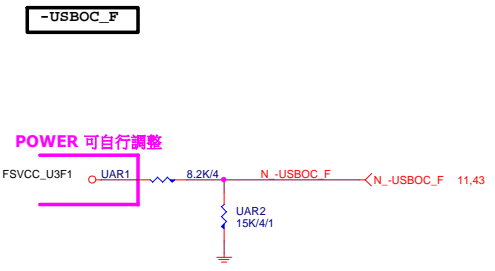 -USBOC_F
POWER 可自行調整
FSVCC_U3F1 UAR1 8.2K/4 N_-USBOC_F N_-USBOC_F 11,43
UAR2
15K/4/1